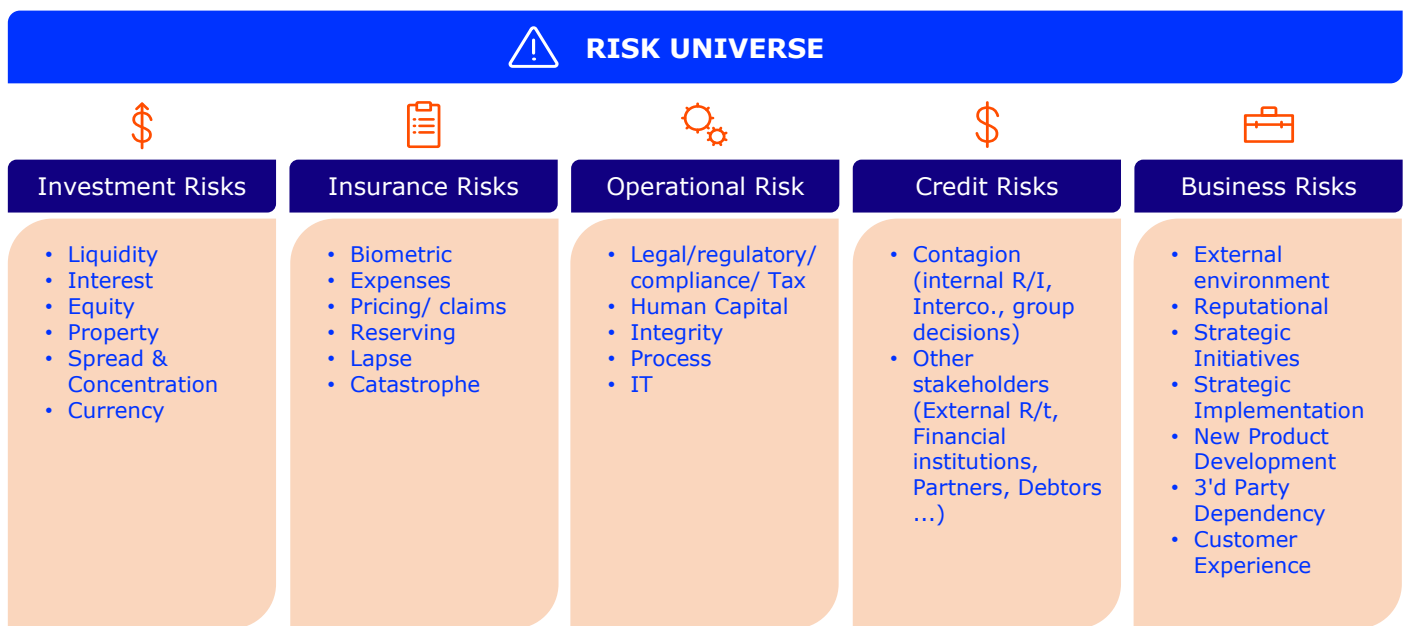 RISK UNIVERSE
Investment Risks
• Liquidity
• Interest
• Equity
• Property
• Spread &
Concentration
• Currency
Insurance Risks
• Biometric
• Expenses
• Pricing/ claims
• Reserving
• Lapse
• Catastrophe
Operational Risk
• Legal/regulatory/
compliance/ Tax
• Human Capital
• Integrity
• Process
• IT
Credit Risks
• Contagion
(internal R/I,
Interco., group
decisions)
• Other
stakeholders
(External R/t,
Financial
institutions,
Partners, Debtors
...)
Business Risks
• External
environment
• Reputational
• Strategic
Initiatives
• Strategic
Implementation
• New Product
Development
• 3'd Party
Dependency
• Customer
Experience